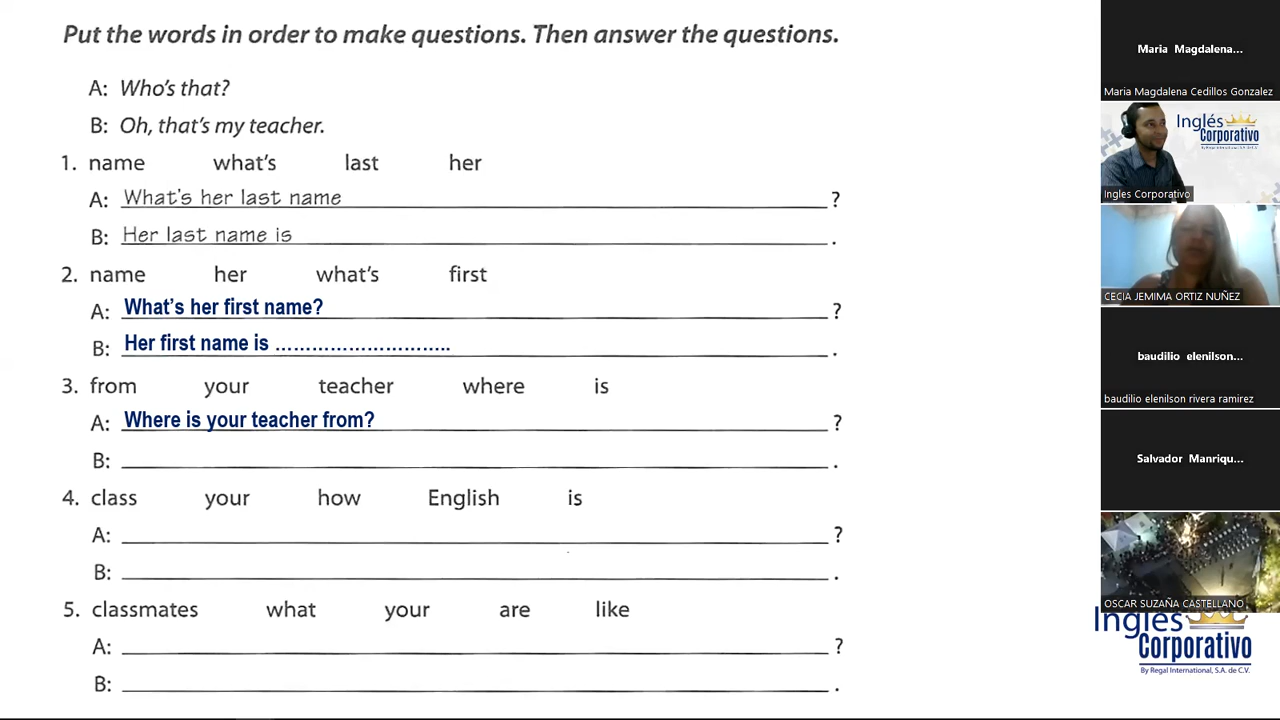 Put the words in order to make questions. Then answer the questions.
A: Who's that?
B: Oh, that's my teacher.
1. name what's last her
A: What's her last name ?
B: Her last name is .
2. name her what's first
A: What's her first name? ?
B: Her first name is ……………………….. .
3. from your teacher where is
A: Where is your teacher from? ?
B: .
4. class your how English is
A: ?
B: .
5. classmates what your are like
A: ?
B: .
Maria Magdalena...
Maria Magdalena Cedillos Gonzalez
Inglés
Corporativo
By Regal International, S.A. de C.V.
Ingles Corporativo
CECIA JEMIMA ORTIZ NUÑEZ
baudilio elenilson...
baudilio elenilson rivera ramirez
Salvador Manriqu...
OSCAR SUZAÑA CASTELLANO
Inglés
Corporativo
By Regal International, S.A. de C.V.